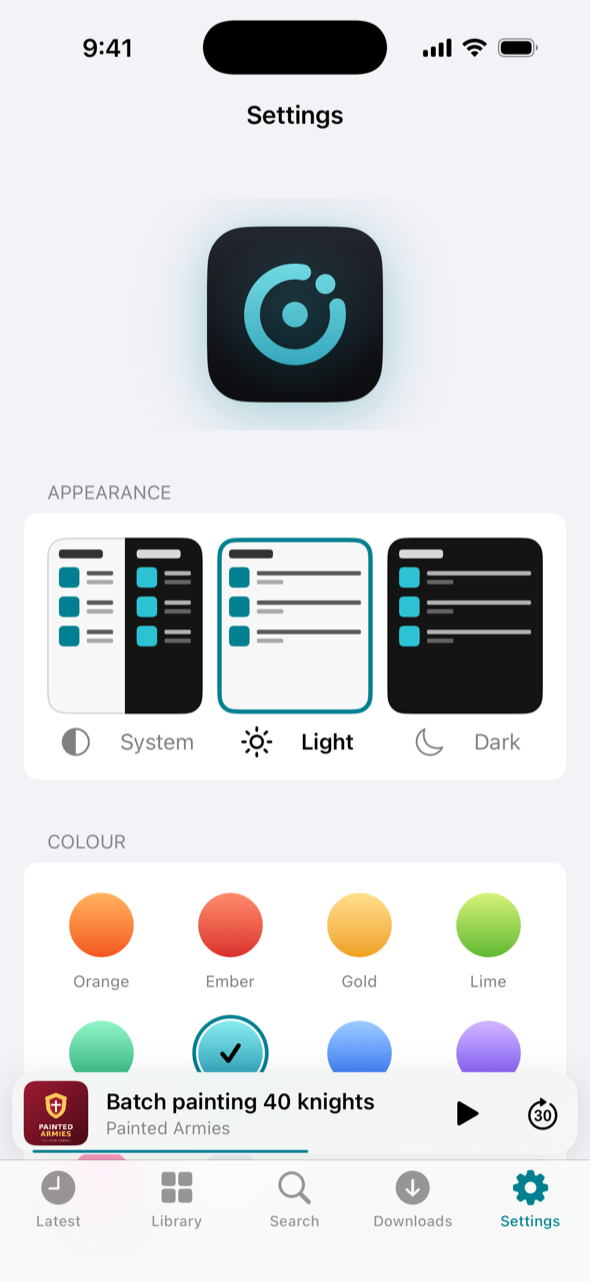 9:41
Settings
APPEARANCE
System
Light
Dark
COLOUR
Orange
Ember
Gold
Lime
PAINTED
ARMIES
Batch painting 40 knights
Painted Armies
30
Latest
Library
Search
Downloads
Settings